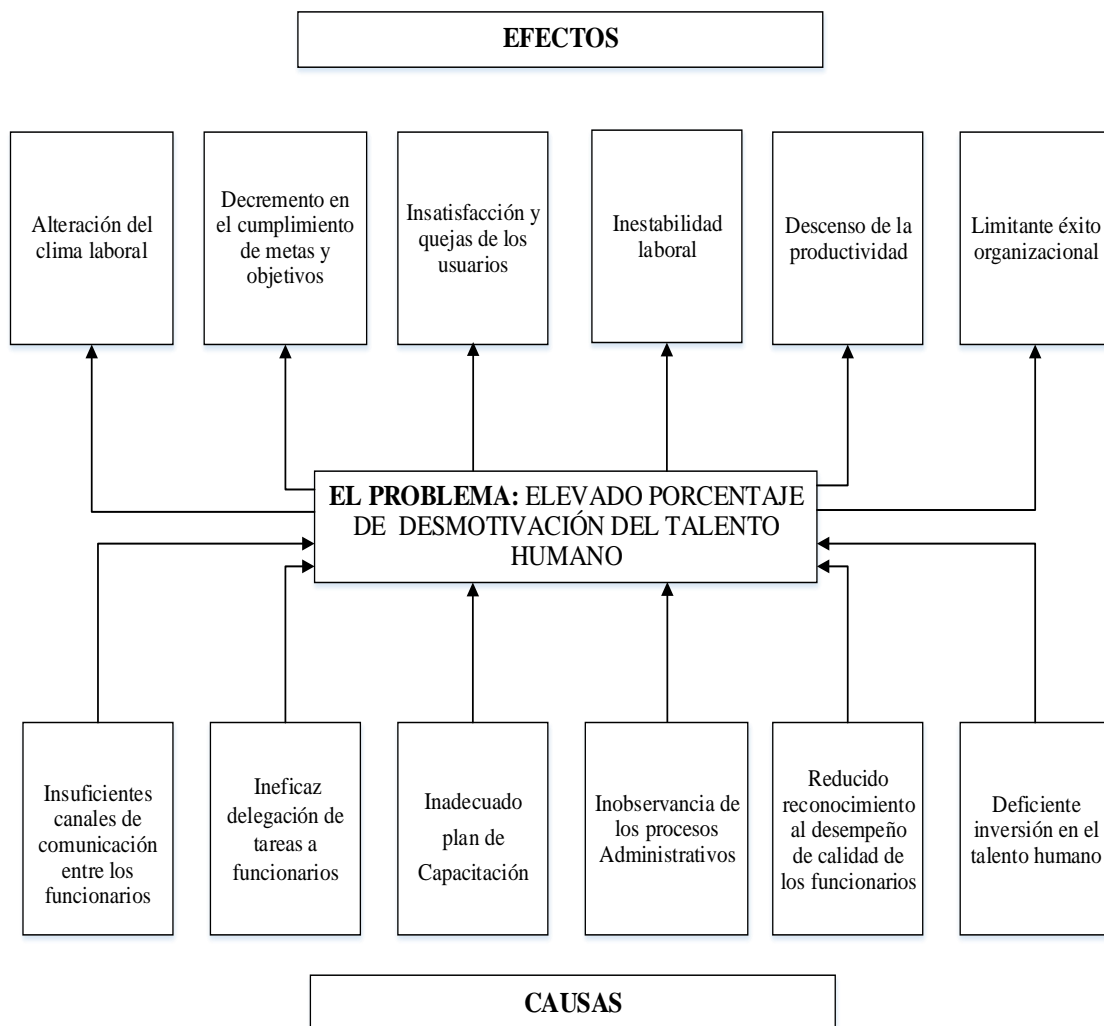 EFECTOS
Alteración del
clima laboral
Decremento en
el cumplimiento
de metas y
objetivos
Insatisfacción y
quejas de los
usuarios
Inestabilidad
laboral
Descenso de la
productividad
Limitante éxito
organizacional
EL PROBLEMA: ELEVADO PORCENTAJE
DE DESMOTIVACIÓN DEL TALENTO
HUMANO
Insuficientes
canales de
comunicación
entre los
funcionarios
Ineficaz
delegación de
tareas a
funcionarios
Inadecuado
plan de
Capacitación
Inobservancia de
los procesos
Administrativos
Reducido
reconocimiento
al desempeño
de calidad de
los funcionarios
Deficiente
inversión en el
talento humano
CAUSAS